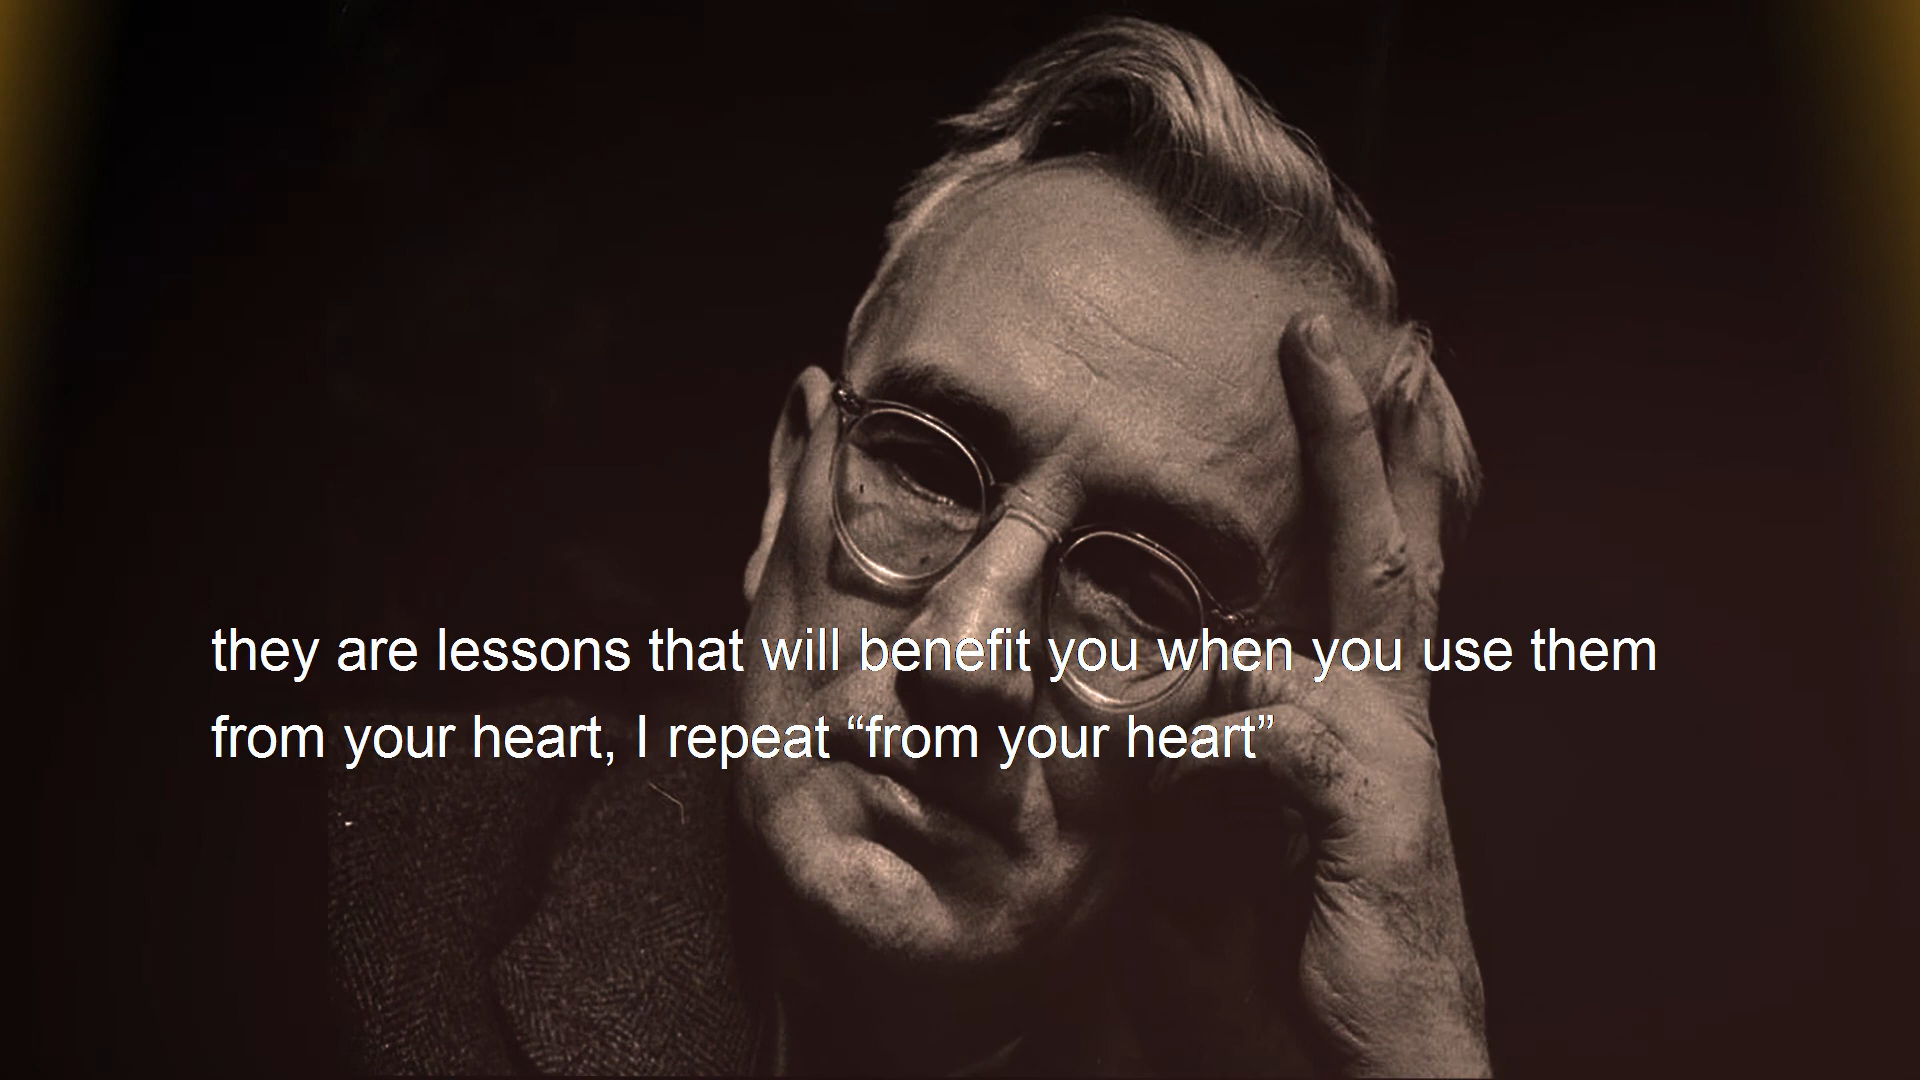 they are lessons that will benefit you when you use them
from your heart, I repeat “from your heart”